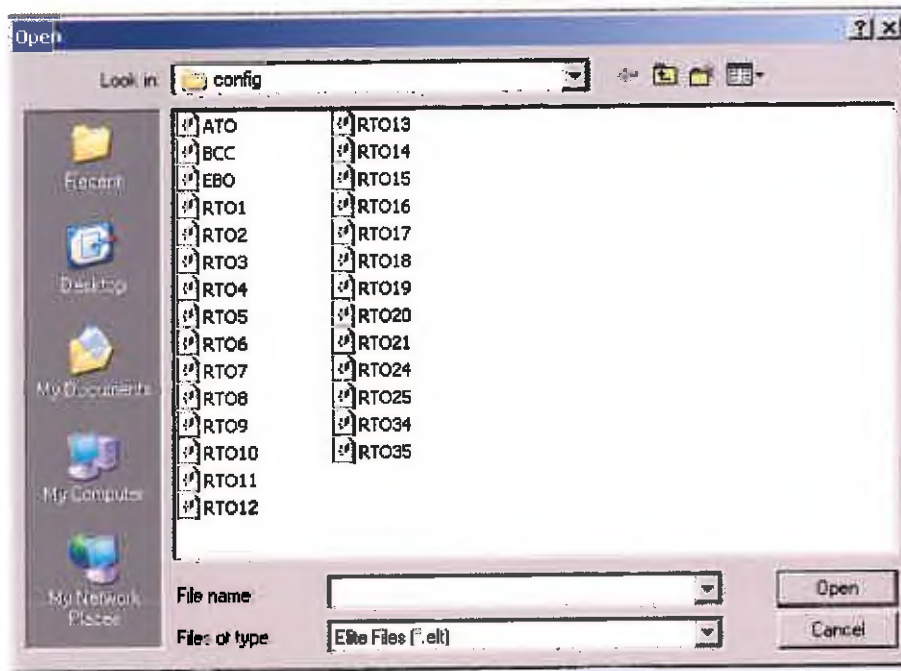 Open
Look in: config
ATO
BCC
EBO
RTO1
RTO2
RTO3
RTO4
RTO5
RTO6
RTO7
RTO8
RTO9
RTO10
RTO11
RTO12
RTO13
RTO14
RTO15
RTO16
RTO17
RTO18
RTO19
RTO20
RTO21
RTO24
RTO25
RTO34
RTO35
Recent
Desktop
My Documents
My Computer
My Network
Places
File name
Open
Files of type
Elite Files (*.elt)
Cancel